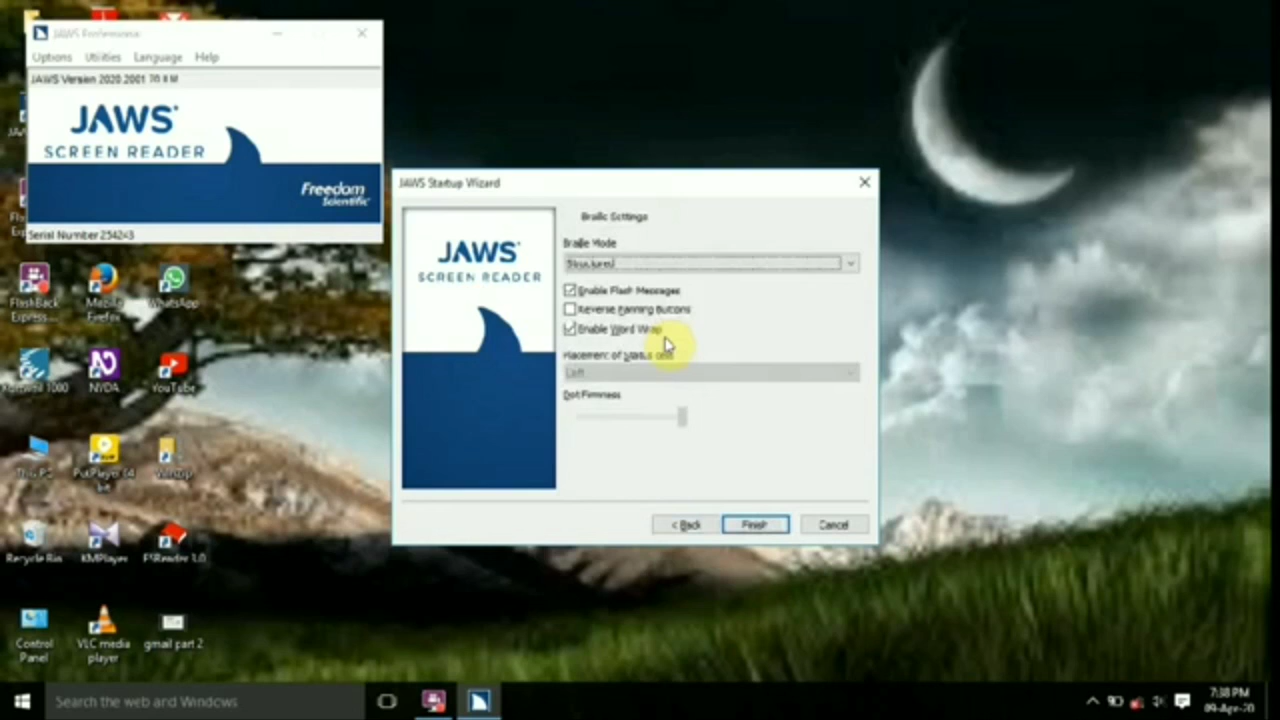 JAWS Professional
Options Utilities Language Help
JAWS Version 2020.2001
JAWS
SCREEN READER
Freedom
Scientific
Serial Number 254243
JAWS Startup Wizard
JAWS
SCREEN READER
Braille Settings
Braille Mode
Structured
Enable Flash Messages
Reverse Panning Buttons
Enable Word Wrap
Placement of Status cells
Left
Dot Firmness
< Back Finish Cancel
FlashBack
Express...
Mozilla
Firefox
WhatsApp
1000
NVDA
YouTube
This PC
PotPlayer 64
bit
WinZip
Recycle Bin
KMPlayer
FSReader 3.0
Control
Panel
VLC media
player
gmail part 2
Search the web and Windows
7:38 PM
09-Apr-20